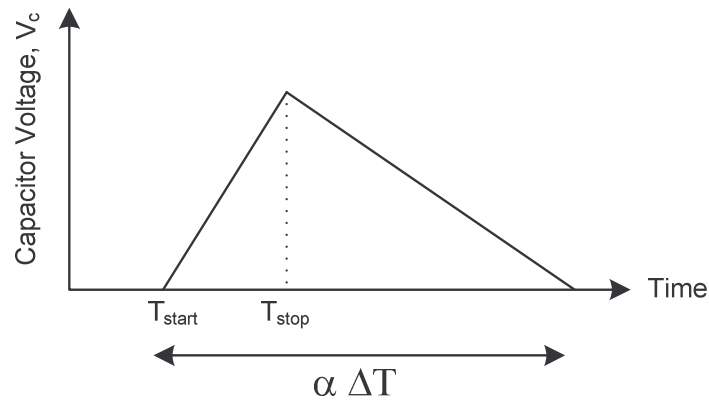 Capacitor Voltage, Vc
Time
Tstart
Tstop
α ΔT